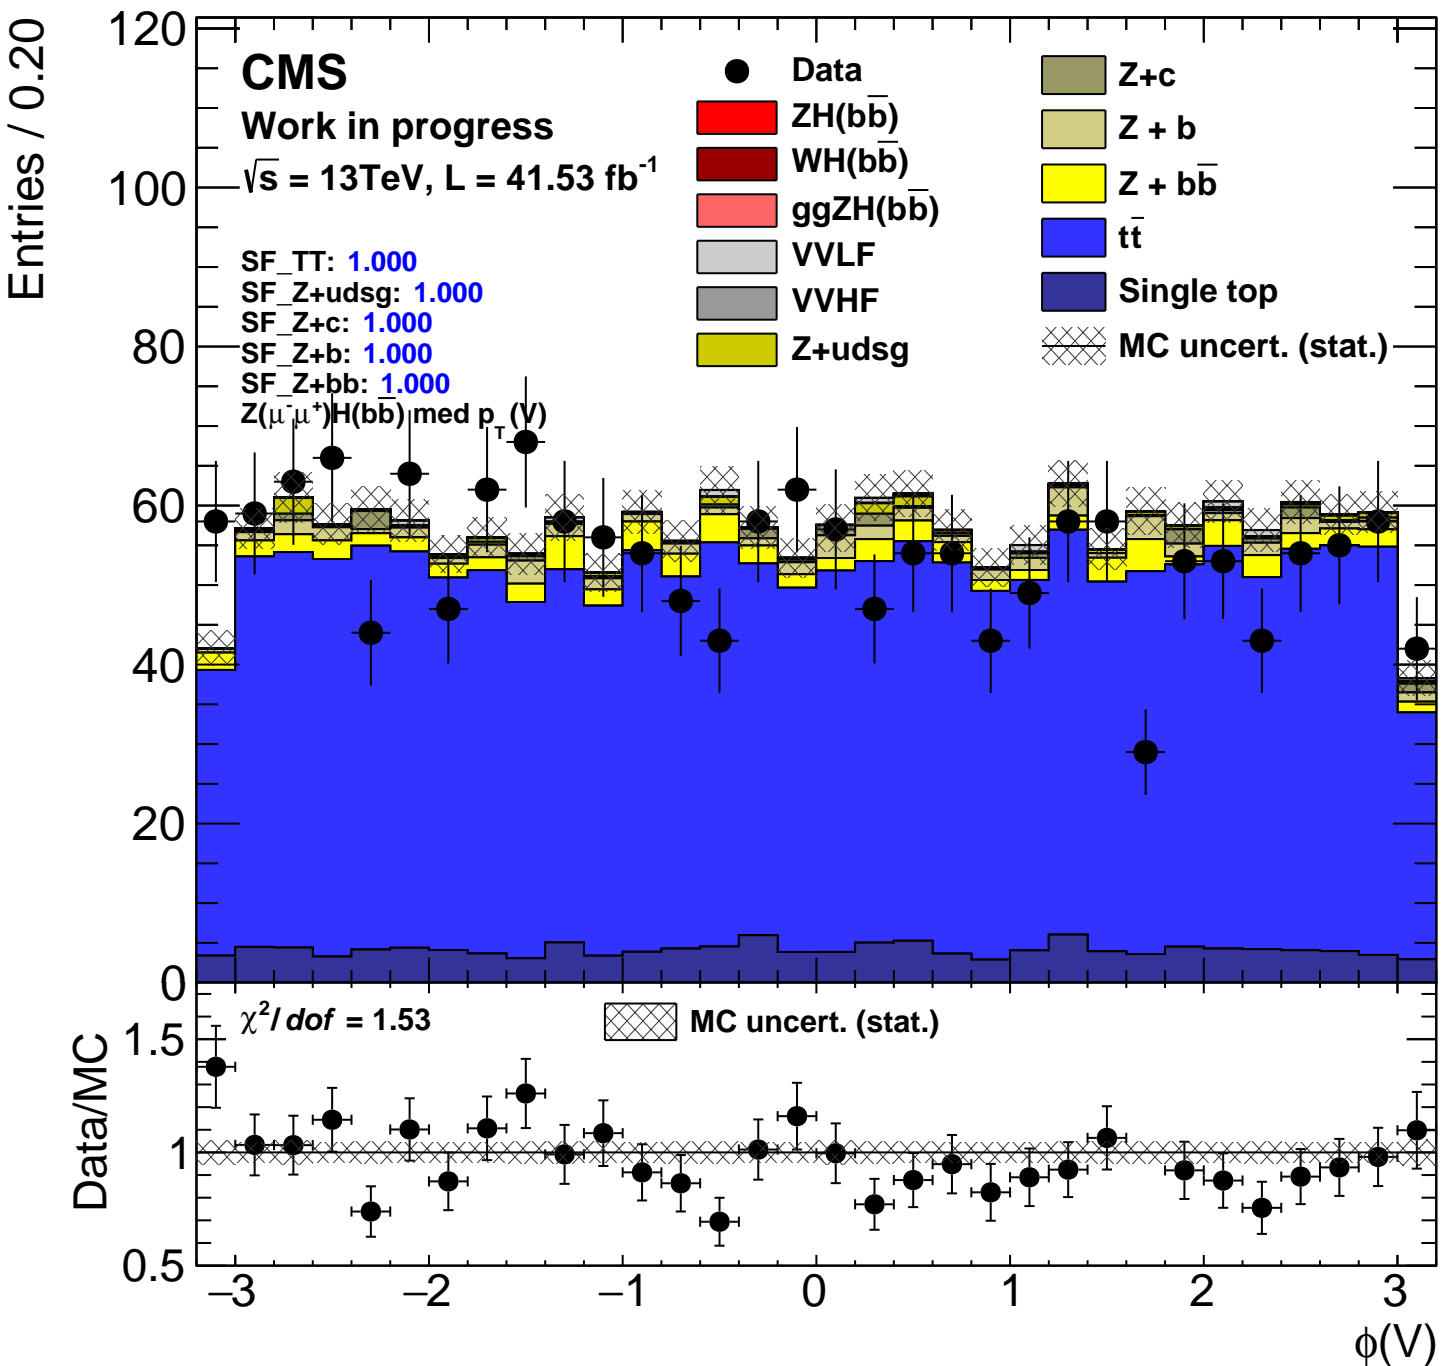 Entries / 0.20
120
100
80
60
40
20
0
CMS
Work in progress
√s = 13TeV, L = 41.53 fb⁻¹
SF_TT: 1.000
SF_Z+udsg: 1.000
SF_Z+c: 1.000
SF_Z+b: 1.000
SF_Z+bb: 1.000
Z(μ⁻μ⁺)H(bb̅) med p_T(V)
Data
ZH(bb̅)
WH(bb̅)
ggZH(bb̅)
VVLF
VVHF
Z+udsg
Z+c
Z + b
Z + bb̅
tt̅
Single top
MC uncert. (stat.)
Data/MC
1.5
1
0.5
χ²/dof = 1.53
MC uncert. (stat.)
−3 −2 −1 0 1 2 3
ϕ(V)